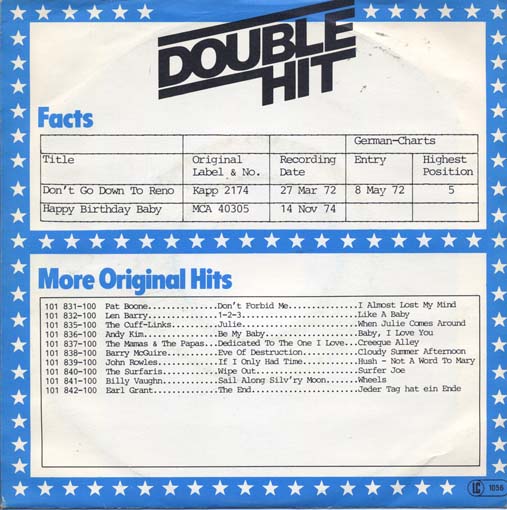 DOUBLE
HIT
Facts
German-Charts
Title Original Recording Entry Highest
Label & No. Date Position
Don't Go Down To Reno Kapp 2174 27 Mar 72 8 May 72 5
Happy Birthday Baby MCA 40305 14 Nov 74
More Original Hits
101 831-100 Pat Boone..........Don't Forbid Me..........I Almost Lost My Mind
101 832-100 Len Barry..........1-2-3..........Like A Baby
101 835-100 The Cuff-Links..........Julie..........When Julie Comes Around
101 836-100 Andy Kim..........Be My Baby..........Baby, I Love You
101 837-100 The Mamas & The Papas..Dedicated To The One I Love..Creeque Alley
101 838-100 Barry McGuire..........Eve Of Destruction..........Cloudy Summer Afternoon
101 839-100 John Rowles..........If I Only Had Time..........Hush - Not A Word To Mary
101 840-100 The Surfaris..........Wipe Out..........Surfer Joe
101 841-100 Billy Vaughn..........Sail Along Silv'ry Moon.....Wheels
101 842-100 Earl Grant..........The End..........Jeder Tag hat ein Ende
LC 1056